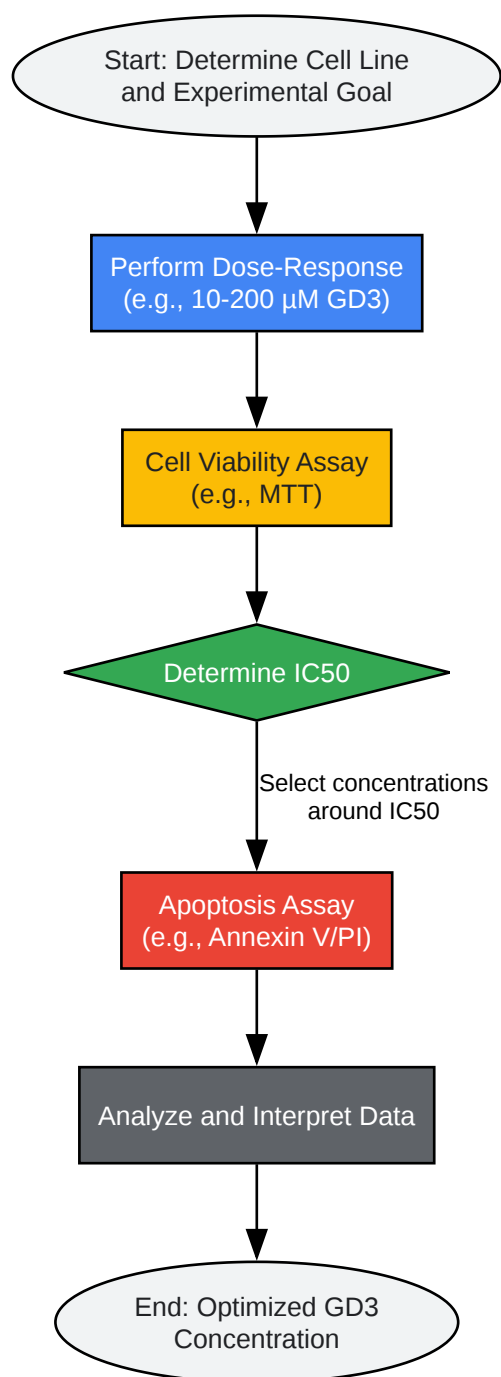 Start: Determine Cell Line
and Experimental Goal
Perform Dose-Response
(e.g., 10-200 µM GD3)
Cell Viability Assay
(e.g., MTT)
Determine IC50
Select concentrations
around IC50
Apoptosis Assay
(e.g., Annexin V/PI)
Analyze and Interpret Data
End: Optimized GD3
Concentration